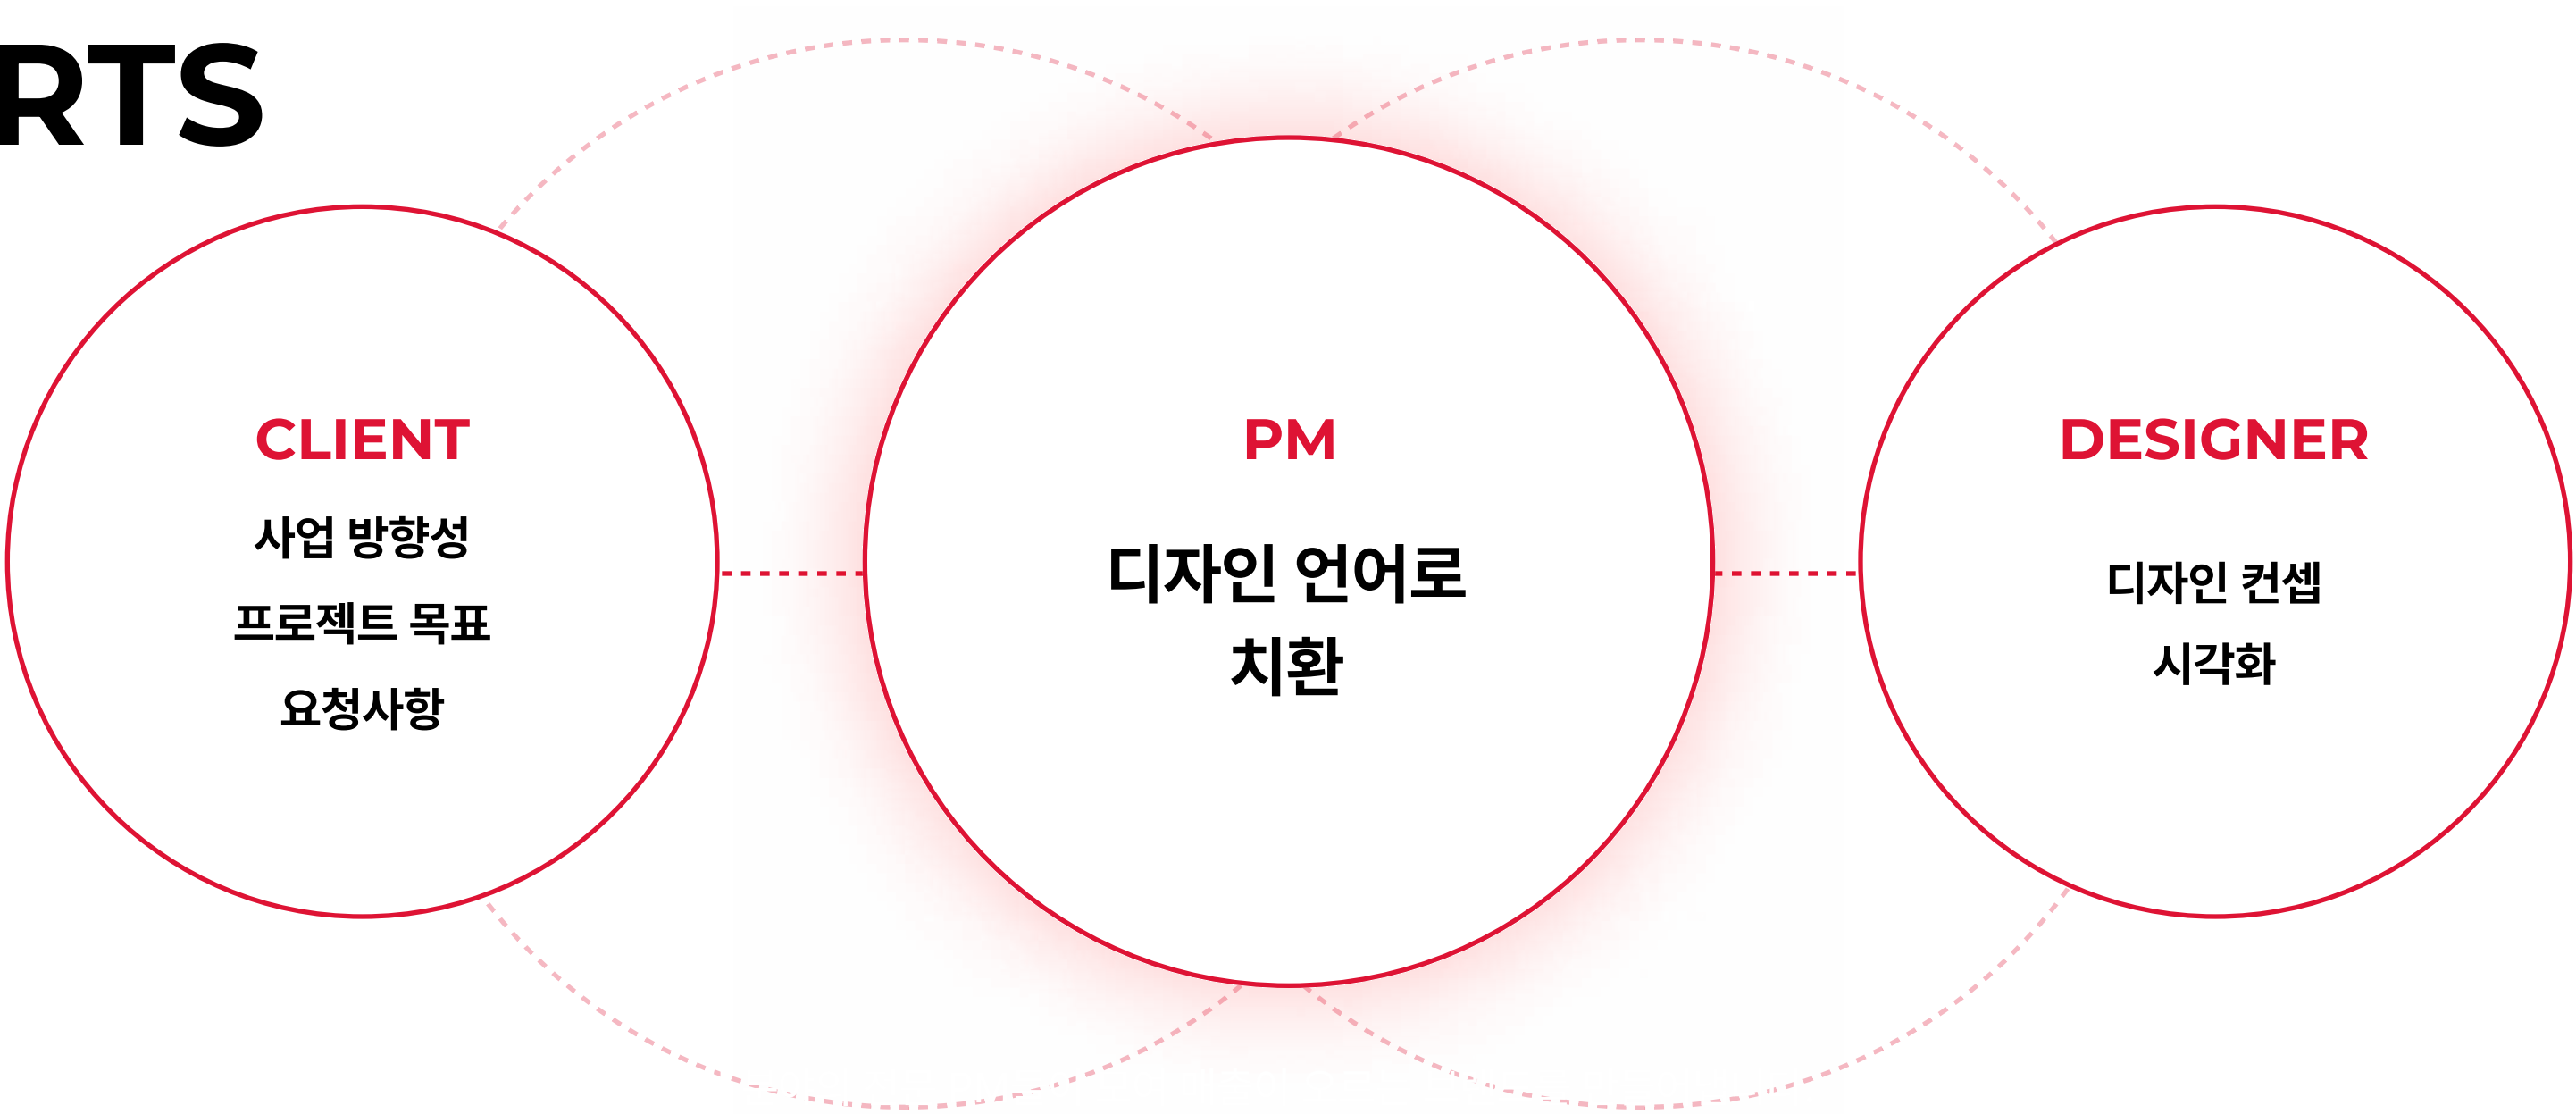 RTS
CLIENT
사업 방향성
프로젝트 목표
요청사항
PM
디자인 언어로
치환
DESIGNER
디자인 컨셉
시각화